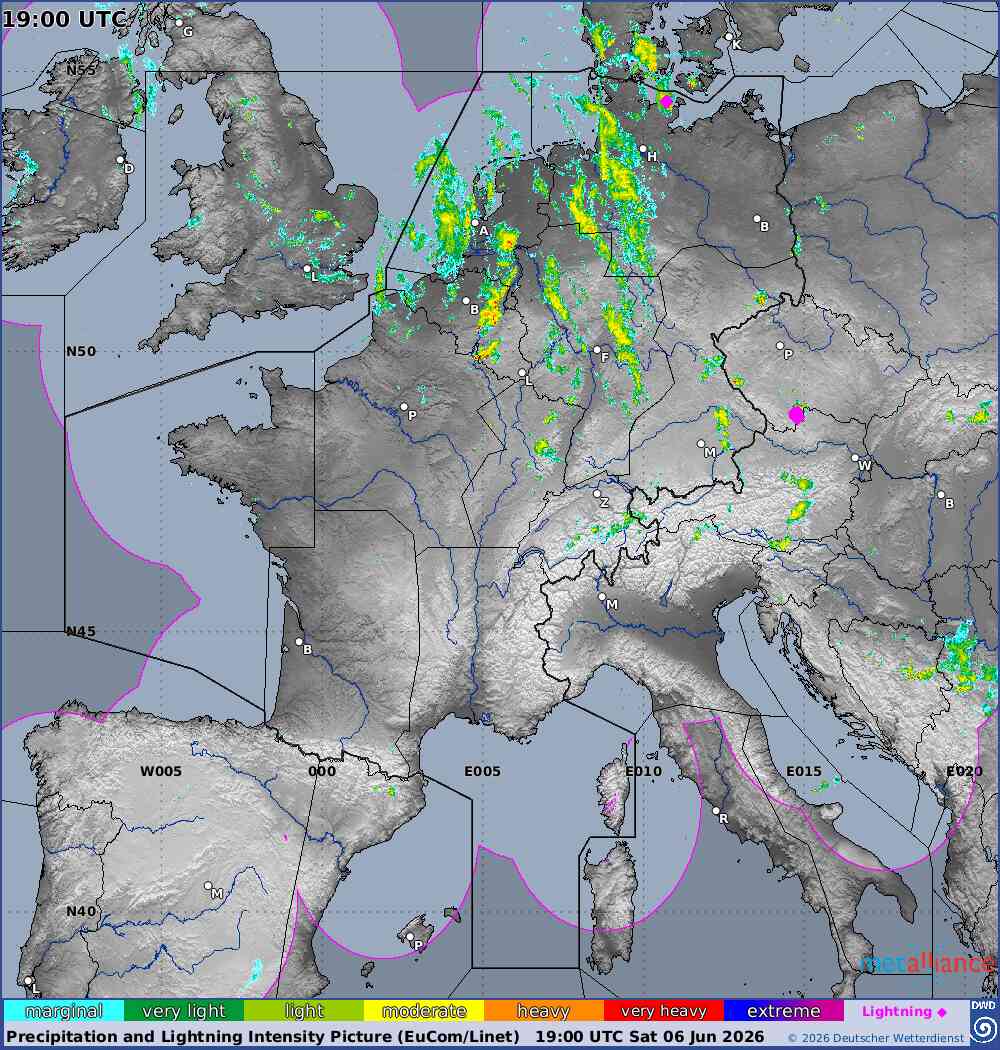 19:00 UTC
G
K
N55
D
H
A
B
L
B
N50
P
F
L
P
M
W
Z
B
M
N45
B
W005
000
E005
E010
E015
E020
R
M
N40
P
L
metalliance
marginal
very light
light
moderate
heavy
very heavy
extreme
Lightning
DWD
Precipitation and Lightning Intensity Picture (EuCom/Linet) 19:00 UTC Sat 06 Jun 2026
© 2026 Deutscher Wetterdienst